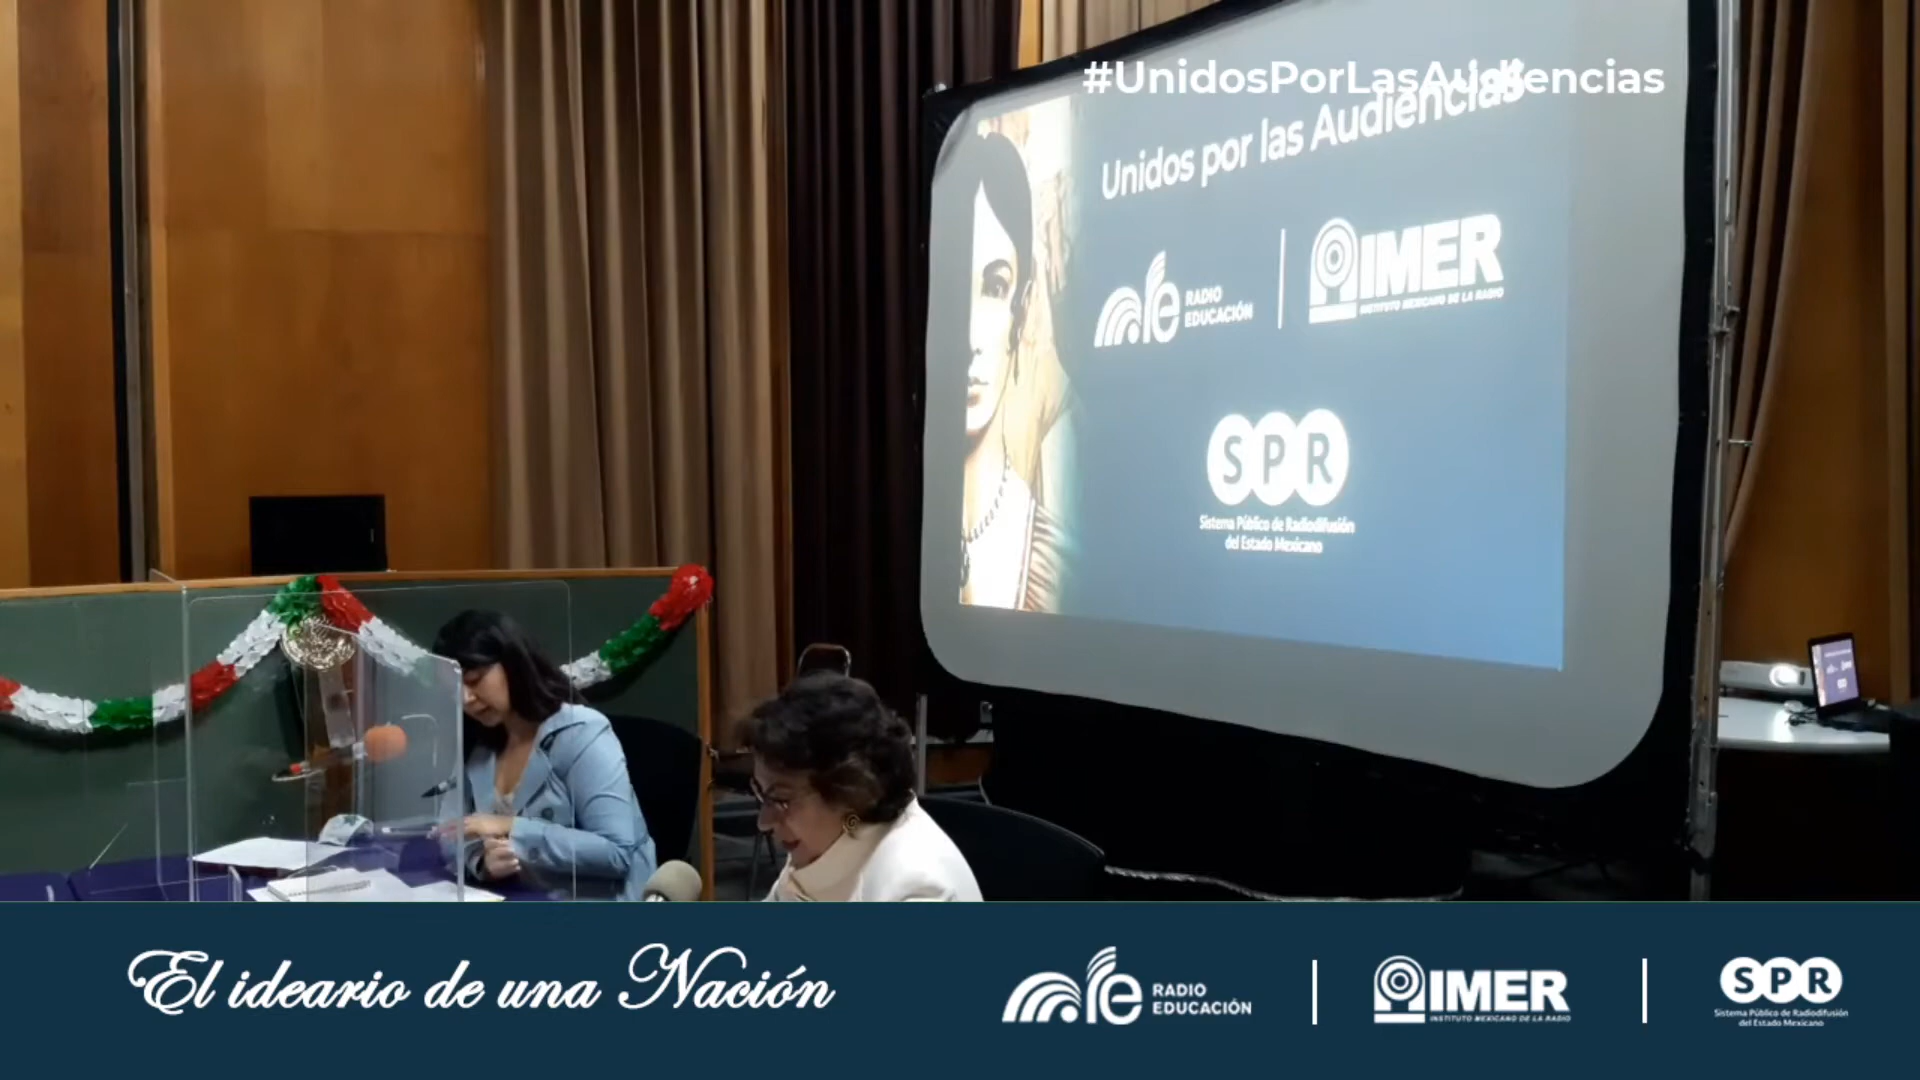 #UnidosPorLasAudiencias
Unidos por las Audiencias
RADIO
EDUCACIÓN
IMER
INSTITUTO MEXICANO DE LA RADIO
SPR
Sistema Público de Radiodifusión
del Estado Mexicano
El ideario de una Nación
RADIO
EDUCACIÓN
IMER
INSTITUTO MEXICANO DE LA RADIO
SPR
Sistema Público de Radiodifusión
del Estado Mexicano